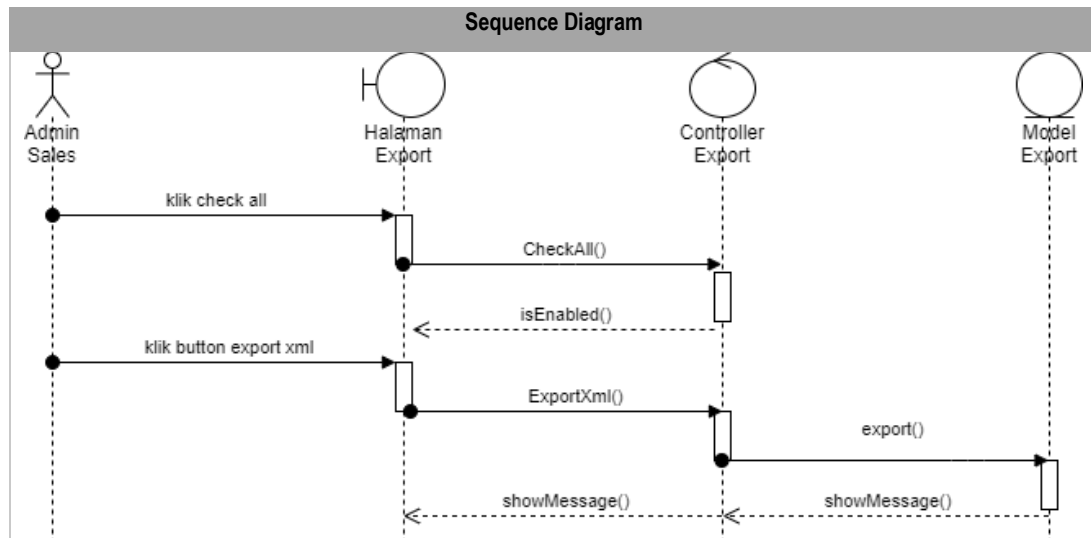 Sequence Diagram
Admin
Sales
Halaman
Export
Controller
Export
Model
Export
klik check all
CheckAll()
isEnabled()
klik button export xml
ExportXml()
export()
showMessage()
showMessage()